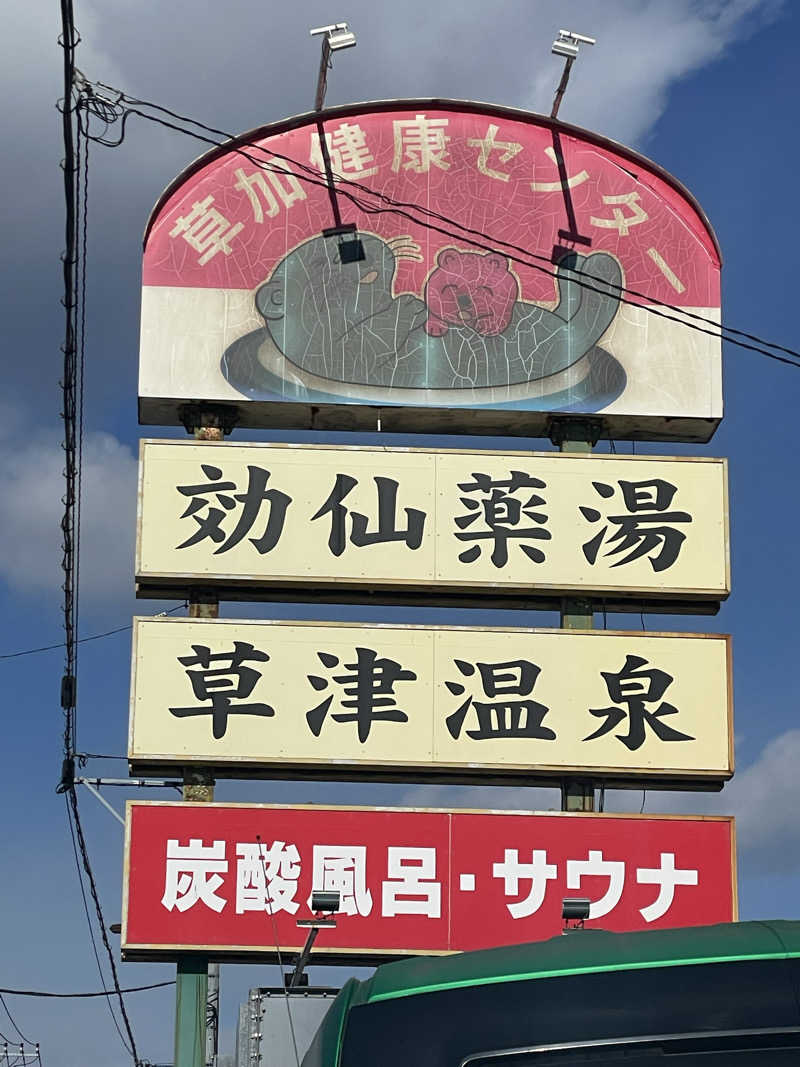 草加健康センター
効仙薬湯
草津温泉
炭酸風呂・サウナ